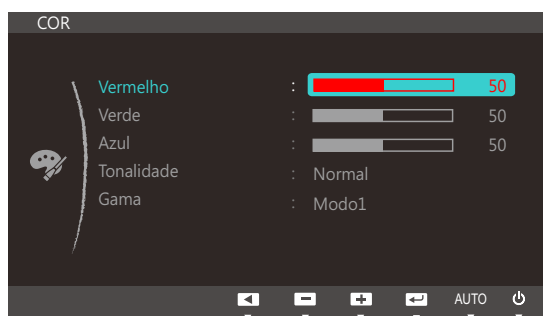 COR
Vermelho : 50
Verde : 50
Azul : 50
Tonalidade : Normal
Gama : Modo1
AUTO